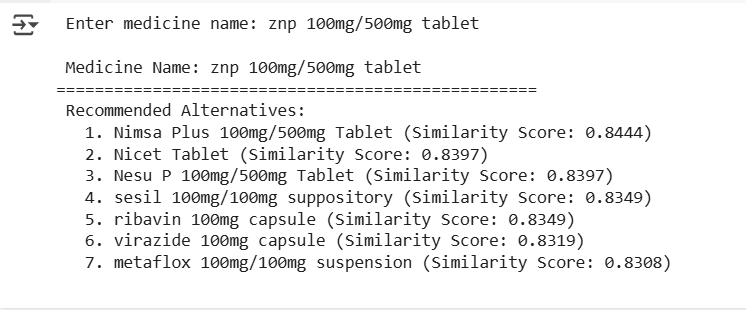 Enter medicine name: znp 100mg/500mg tablet
Medicine Name: znp 100mg/500mg tablet
==================================================
Recommended Alternatives:
1. Nimsa Plus 100mg/500mg Tablet (Similarity Score: 0.8444)
2. Nicet Tablet (Similarity Score: 0.8397)
3. Nesu P 100mg/500mg Tablet (Similarity Score: 0.8397)
4. sesil 100mg/100mg suppository (Similarity Score: 0.8349)
5. ribavin 100mg capsule (Similarity Score: 0.8349)
6. virazide 100mg capsule (Similarity Score: 0.8319)
7. metaflox 100mg/100mg suspension (Similarity Score: 0.8308)